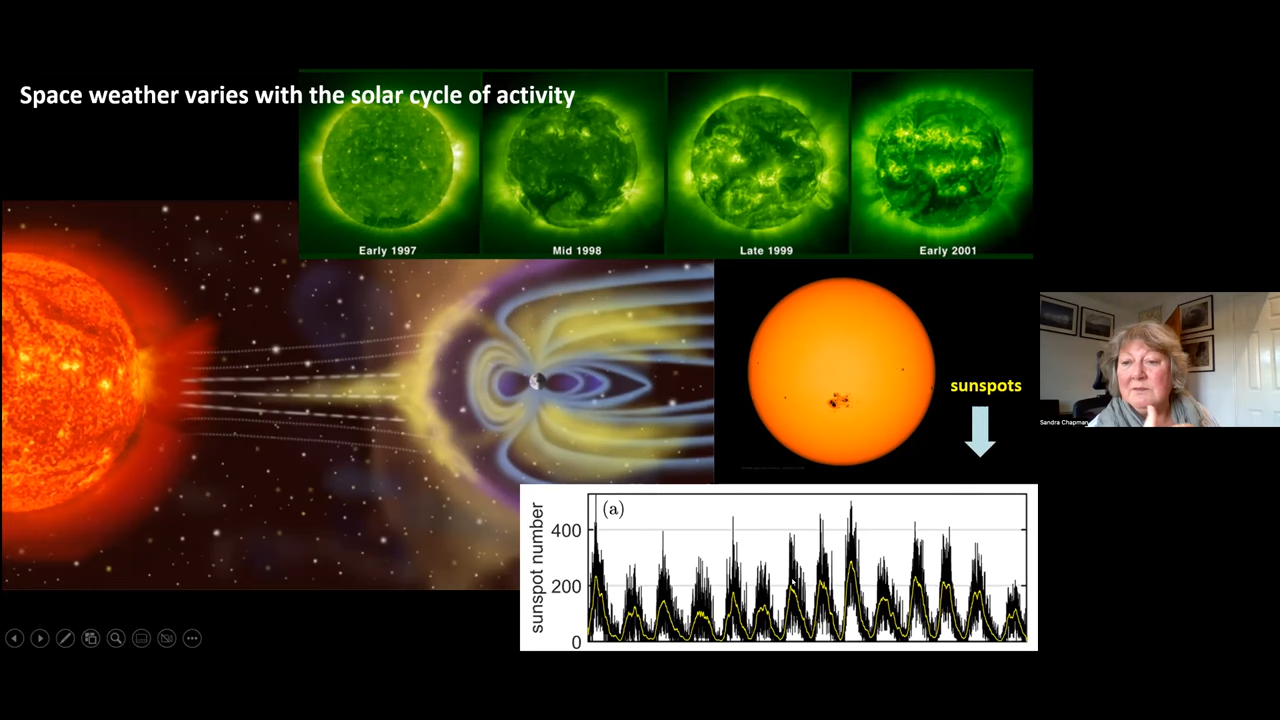 Space weather varies with the solar cycle of activity
Early 1997
Mid 1998
Late 1999
Early 2001
sunspots
Sandra Chapman
(a)
sunspot number
400
200
0